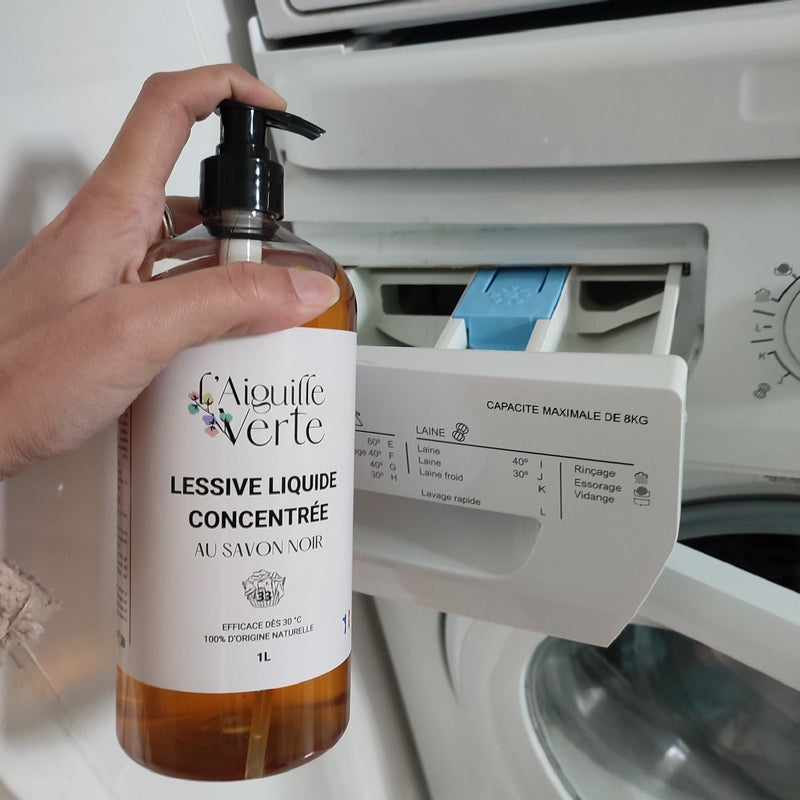 l'Aiguille
Verte
LESSIVE LIQUIDE
CONCENTRÉE
AU SAVON NOIR
33
EFFICACE DÈS 30 °C
100% D'ORIGINE NATURELLE
1L
CAPACITE MAXIMALE DE 8KG
60° E
40° F
40° G
30° H
LAINE
Laine 40° I
Laine 30° J
Laine froid K
Lavage rapide L
Rinçage
Essorage
Vidange
L
K